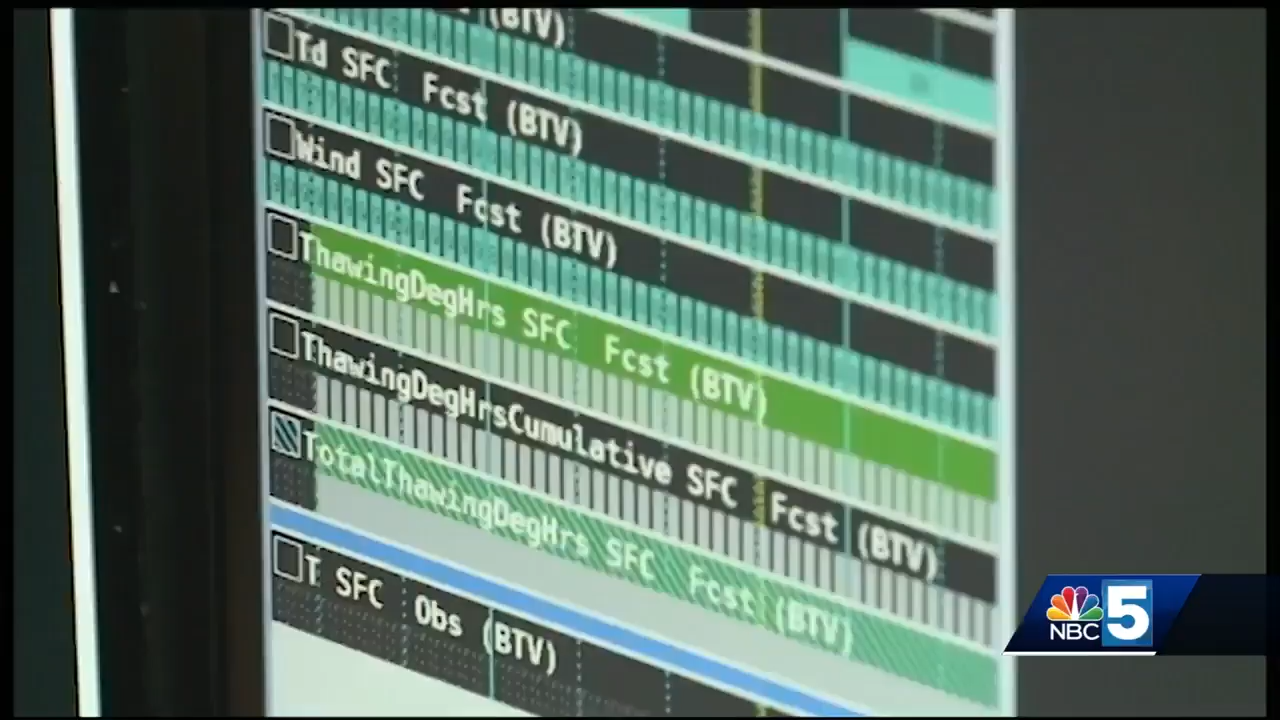 (BTV)
Td SFC Fcst (BTV)
Wind SFC Fcst (BTV)
ThawingDegHrs SFC Fcst (BTV)
ThawingDegHrsCumulative SFC Fcst (BTV)
TotalThawingDegHrs SFC Fcst (BTV)
T SFC Obs (BTV)
NBC 5